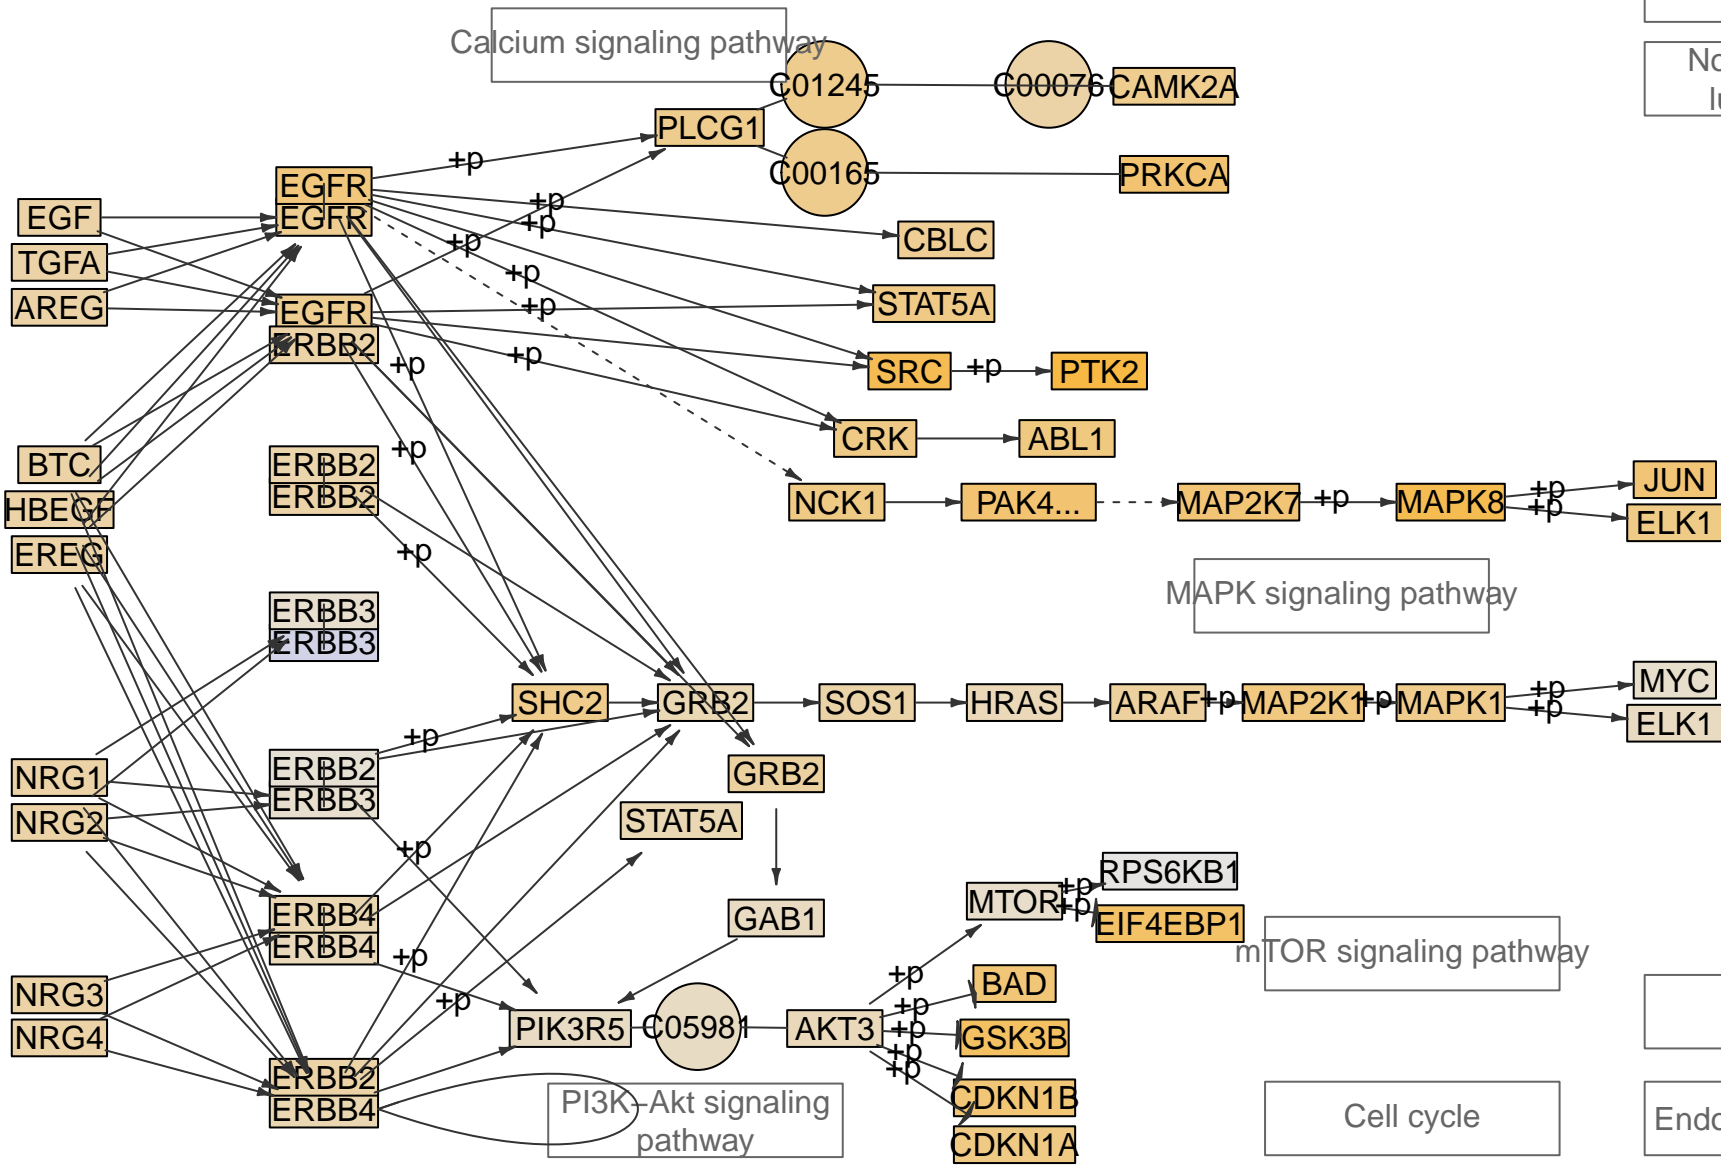 Calcium signaling pathway
No
lu
C01245
C00076
CAMK2A
PLCG1
C00165
PRKCA
+p
EGFR
EGFR
EGF
TGFA
AREG
+p
+p
+p
+p
+p
+p
+p
CBLC
STAT5A
EGFR
ERBB2
SRC
+p
PTK2
CRK
ABL1
BTC
HBEGF
EREG
ERBB2
ERBB2
+p
+p
NCK1
PAK4...
MAP2K7
+p
MAPK8
+p
+p
JUN
ELK1
MAPK signaling pathway
ERBB3
ERBB3
SHC2
GRB2
SOS1
HRAS
ARAF
+p
MAP2K1
+p
MAPK1
+p
+p
MYC
ELK1
NRG1
NRG2
ERBB2
ERBB3
+p
GRB2
STAT5A
+p
ERBB4
ERBB4
+p
+p
GAB1
MTOR
+p
+p
RPS6KB1
EIF4EBP1
mTOR signaling pathway
NRG3
NRG4
PIK3R5
C05981
AKT3
+p
+p
+p
+p
+p
BAD
GSK3B
CDKN1B
CDKN1A
ERBB2
ERBB4
PI3K–Akt signaling
pathway
Cell cycle
Endo